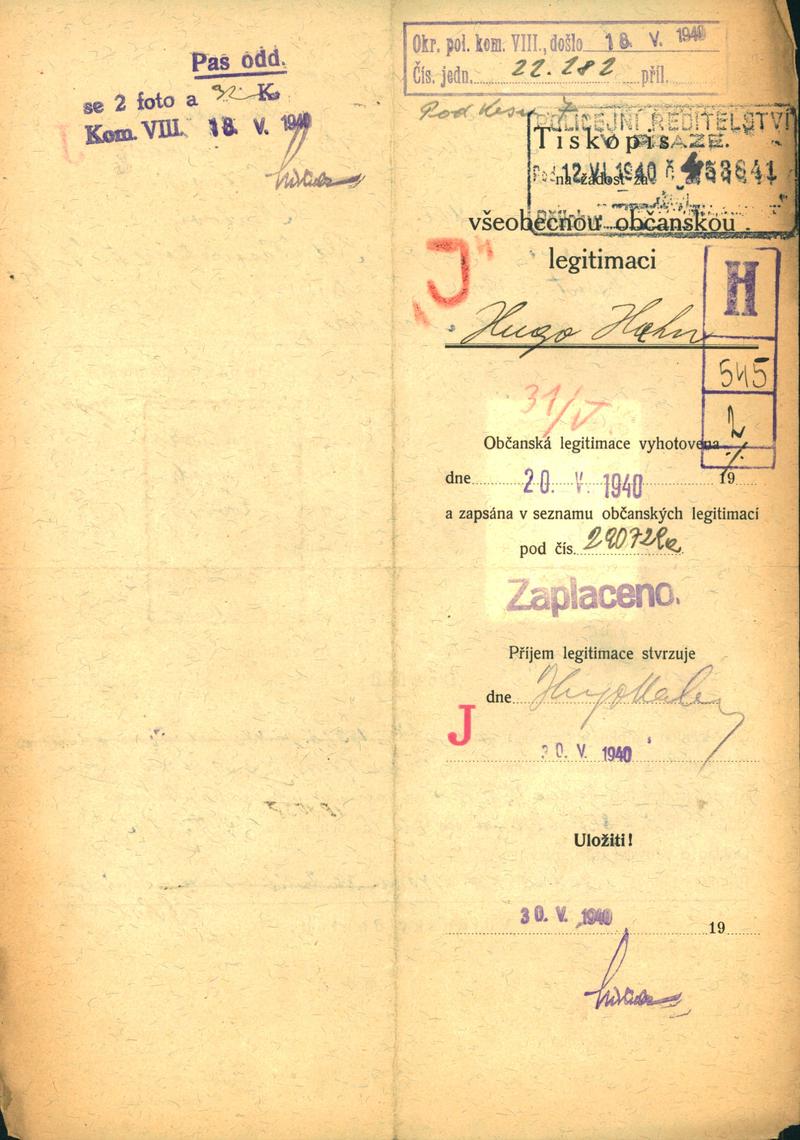 Pas odd.
se 2 foto a 32 K.
Kom. VIII. 18. V. 1940
J
Okr. pol. kom. VIII., došlo 18. V. 1940
Čís. jedn. 22.282 příl.
POLICEJNÍ ŘEDITELSTVÍ
V PRAZE.
Tiskopis
12.VI.1940 č. 453641
na žádost za
všeobecnou občanskou
legitimaci
"J"
H
Hugo Hahn
545
2
31/V
Občanská legitimace vyhotovena
dne 20. V. 1940 19
a zapsána v seznamu občanských legitimací
pod čís.
Zaplaceno.
Příjem legitimace stvrzuje
dne
J
30. V. 1940
Uložiti!
30. V. 1940 19